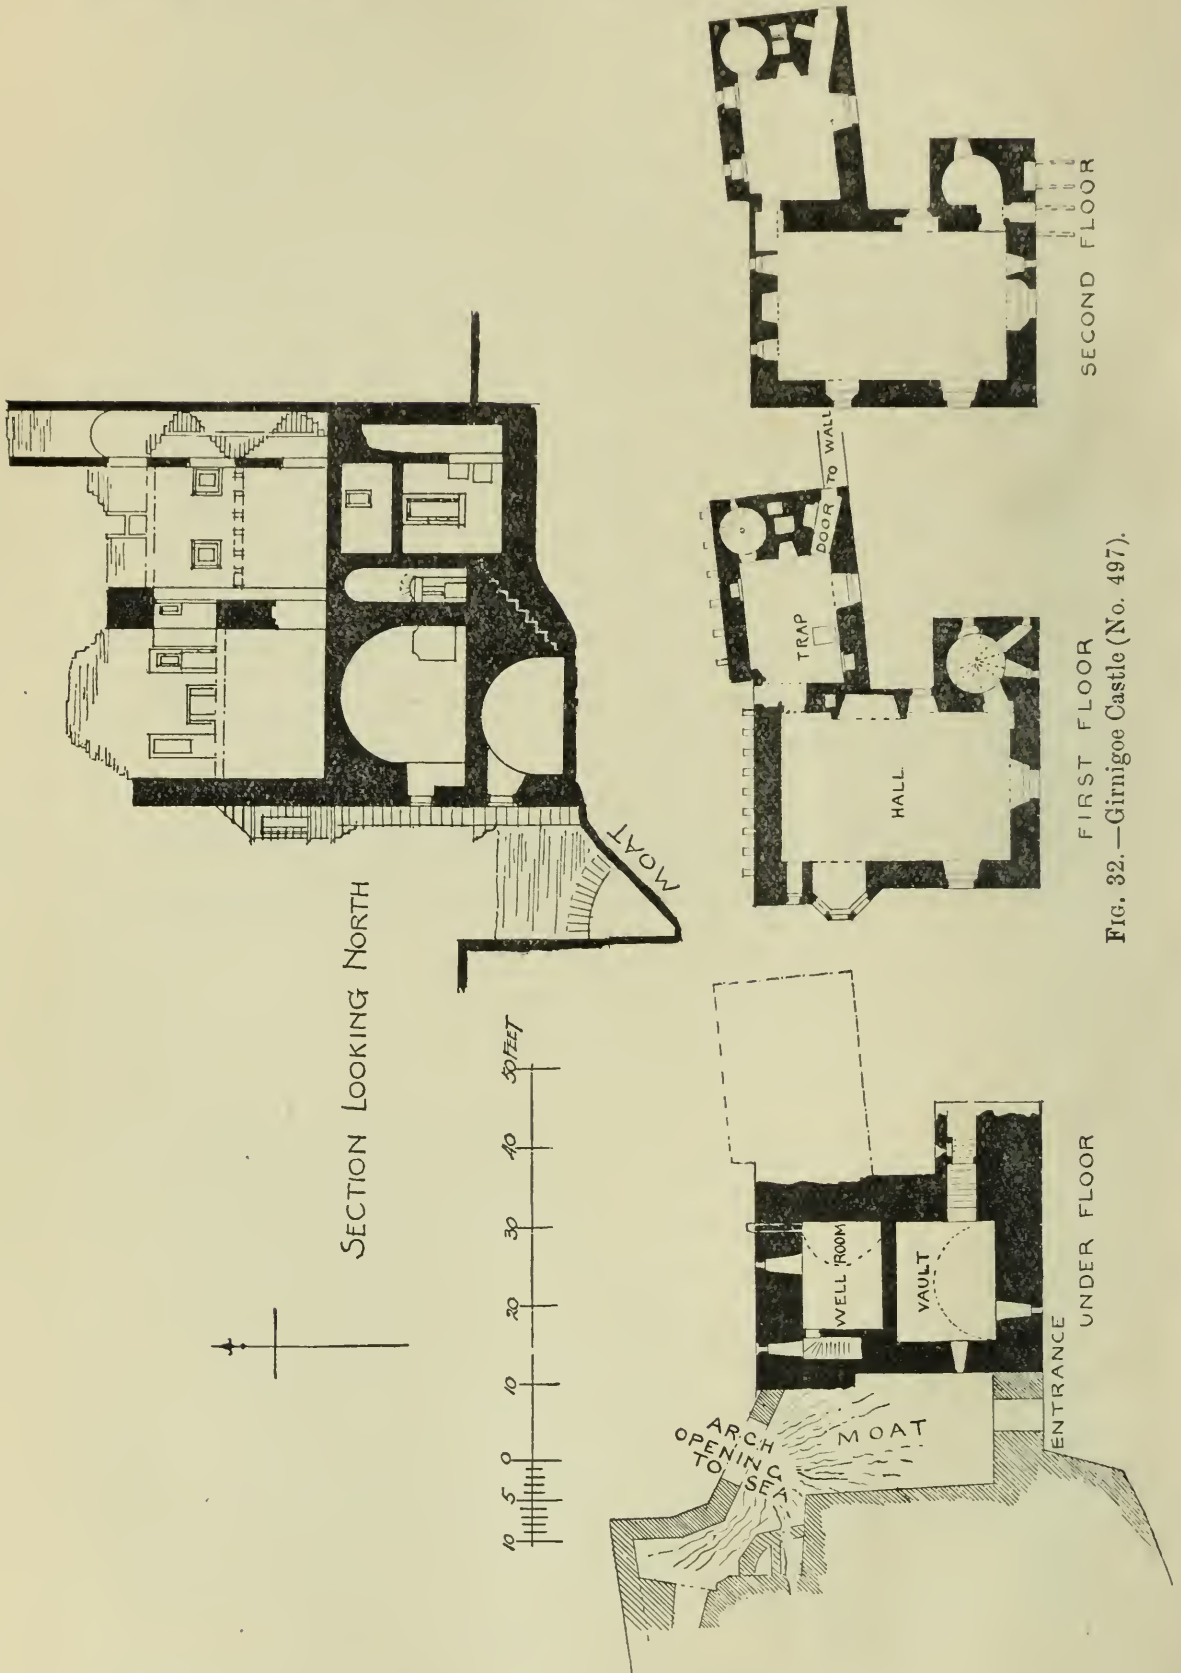 SECTION LOOKING NORTH
MOAT
10 5 0 10 20 30 40 50 FEET
ARCH
OPENING
TO SEA
MOAT
WELL ROOM
VAULT
ENTRANCE
UNDER FLOOR
HALL
TRAP
DOOR TO WALL
FIRST FLOOR
SECOND FLOOR
FIG. 32.—Girnigoe Castle (No. 497).